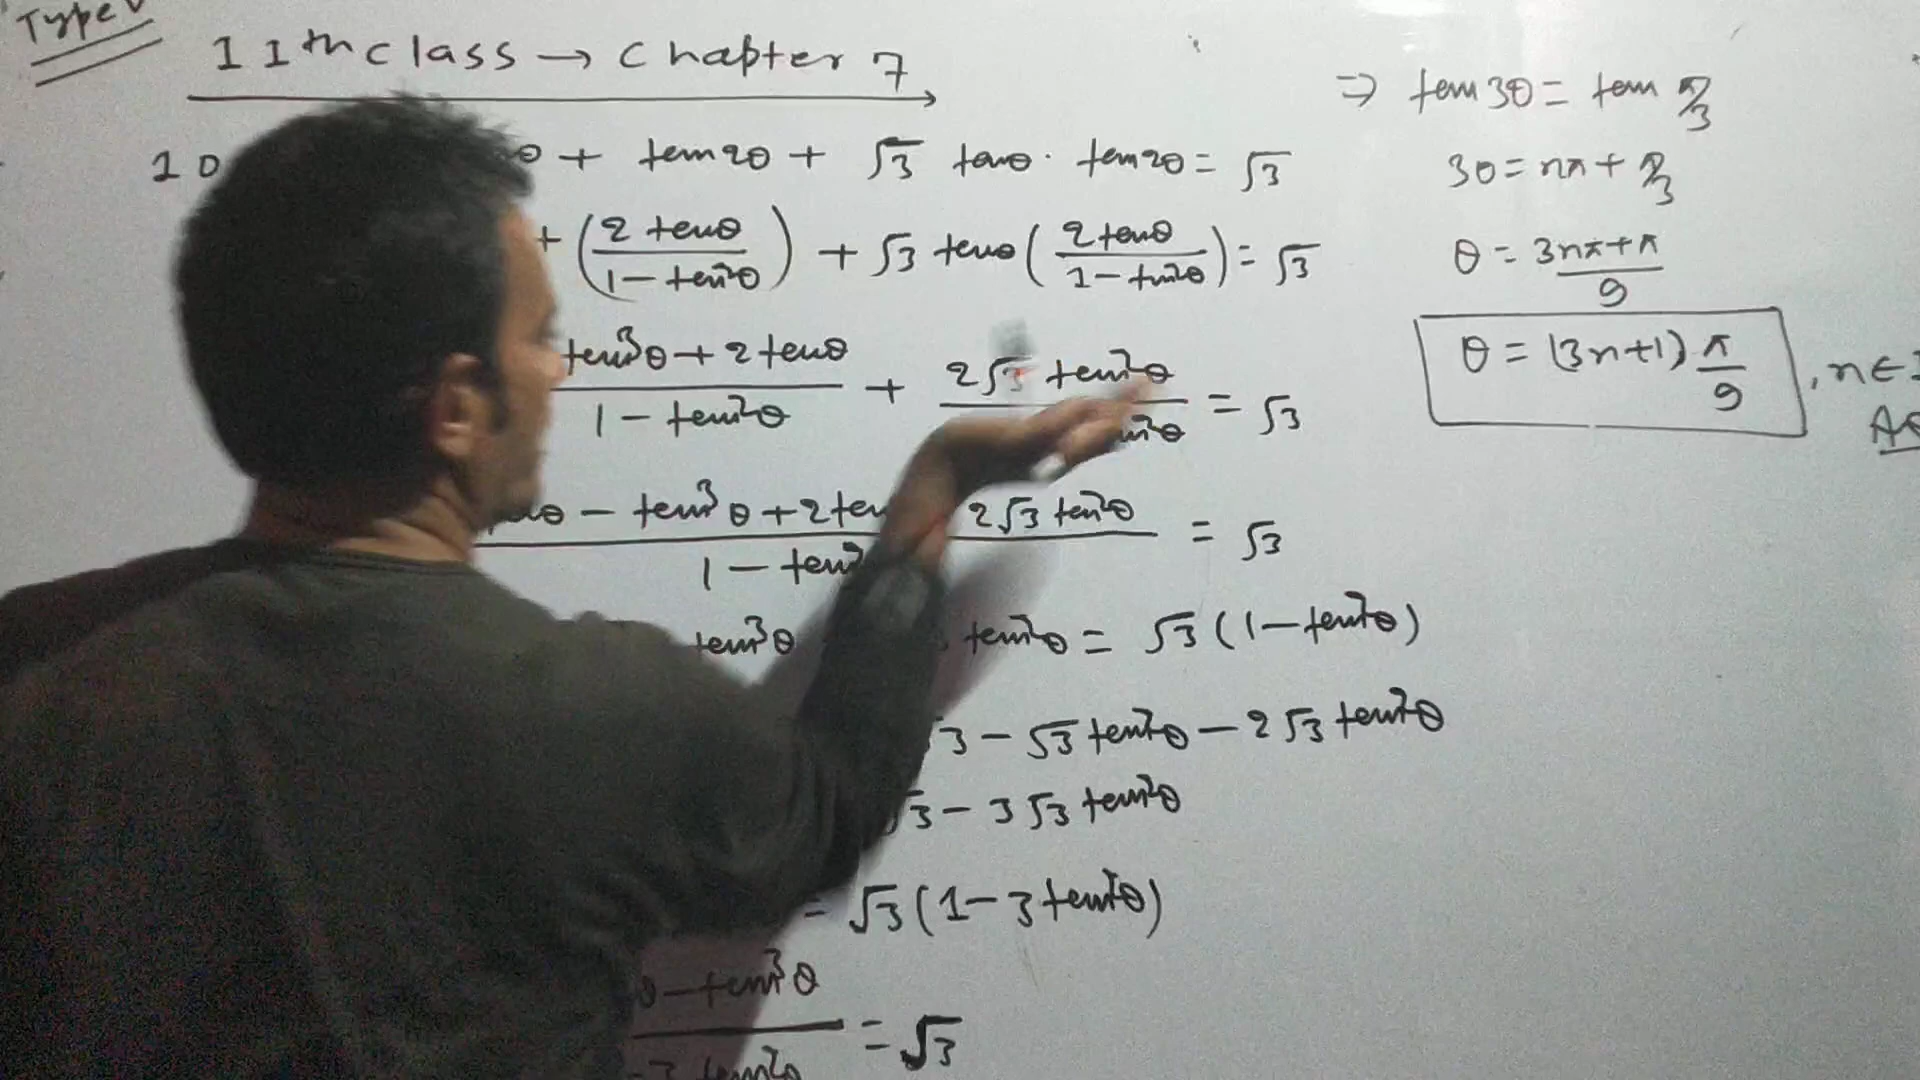 Type
11th class → Chapter 7
10 θ + tan2θ + √3 tanθ · tan2θ = √3
+ (2 tanθ / 1 - tan²θ) + √3 tanθ (2 tanθ / 1 - tan²θ) = √3
tan³θ + 2 tanθ / 1 - tan²θ + 2√3 tan²θ / tan²θ = √3
θ - tan³θ + 2 tan 2√3 tan²θ / 1 - tan² = √3
tan³θ tan²θ = √3 (1 - tan²θ)
√3 - √3 tan²θ - 2√3 tan²θ
√3 - 3√3 tan²θ
= √3 (1 - 3 tan²θ)
θ - tan³θ / - 3 tan²θ = √3
⇒ tan 3θ = tan π/3
3θ = nπ + π/3
θ = 3nπ + π / 9
θ = (3n+1) π/9 , n ∈